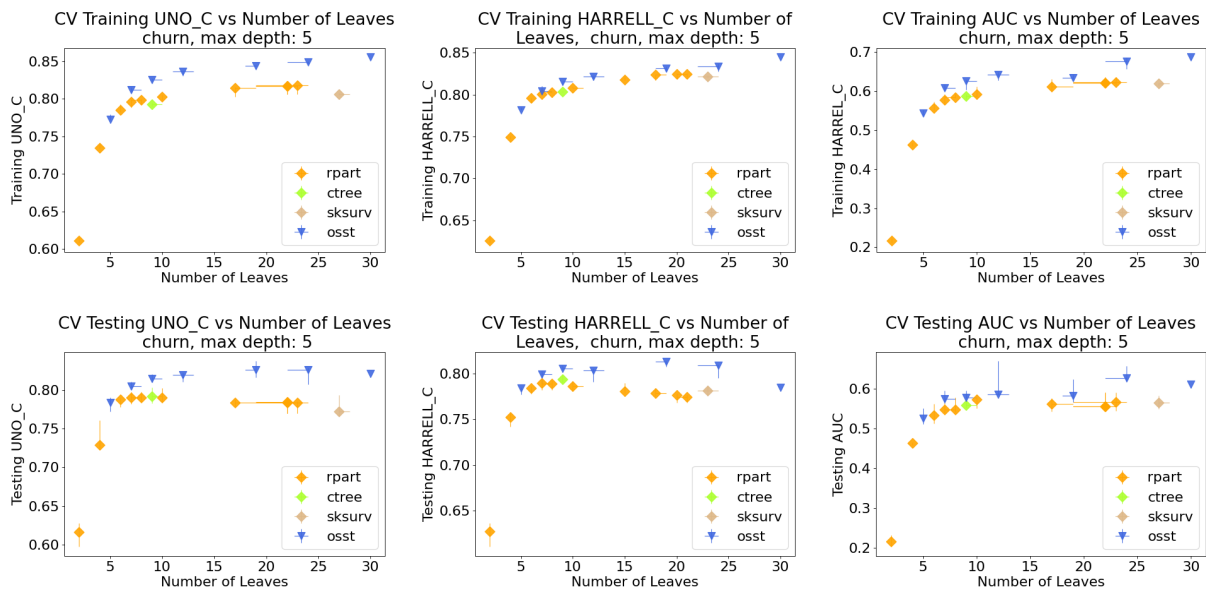 CV Training UNO_C vs Number of Leaves
churn, max depth: 5
Training UNO_C
0.85
0.80
0.75
0.70
0.65
0.60
rpart
ctree
sksurv
osst
5 10 15 20 25 30
Number of Leaves
CV Training HARRELL_C vs Number of
Leaves, churn, max depth: 5
Training HARRELL_C
0.85
0.80
0.75
0.70
0.65
rpart
ctree
sksurv
osst
5 10 15 20 25 30
Number of Leaves
CV Training AUC vs Number of Leaves
churn, max depth: 5
Training HARREL_C
0.7
0.6
0.5
0.4
0.3
0.2
rpart
ctree
sksurv
osst
5 10 15 20 25 30
Number of Leaves
CV Testing UNO_C vs Number of Leaves
churn, max depth: 5
Testing UNO_C
0.80
0.75
0.70
0.65
0.60
rpart
ctree
sksurv
osst
5 10 15 20 25 30
Number of Leaves
CV Testing HARRELL_C vs Number of
Leaves, churn, max depth: 5
Testing HARRELL_C
0.80
0.75
0.70
0.65
rpart
ctree
sksurv
osst
5 10 15 20 25 30
Number of Leaves
CV Testing AUC vs Number of Leaves
churn, max depth: 5
Testing AUC
0.6
0.5
0.4
0.3
0.2
rpart
ctree
sksurv
osst
5 10 15 20 25 30
Number of Leaves